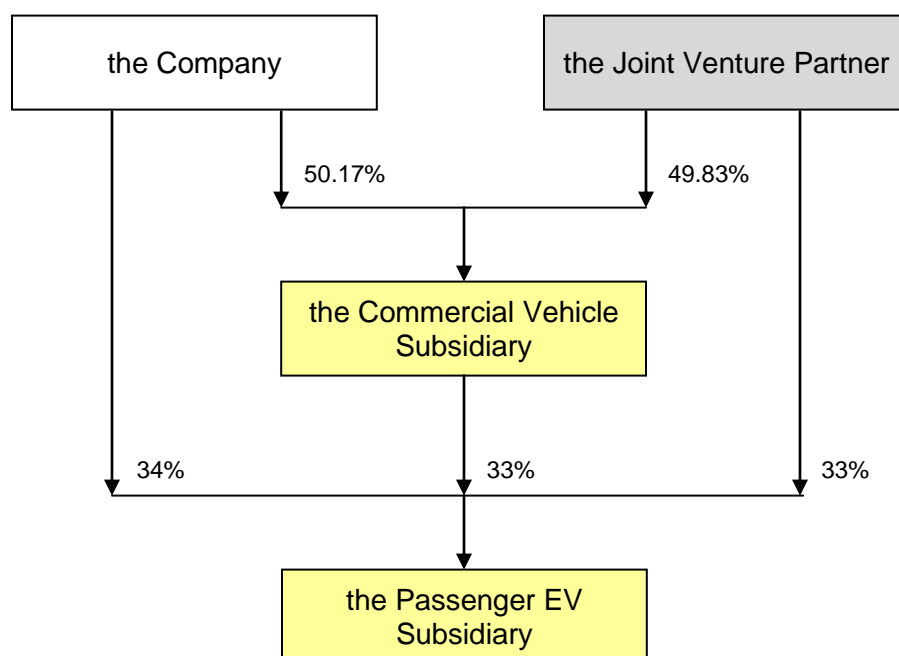 the Company
the Joint Venture Partner
50.17%
49.83%
the Commercial Vehicle
Subsidiary
34%
33%
33%
the Passenger EV
Subsidiary